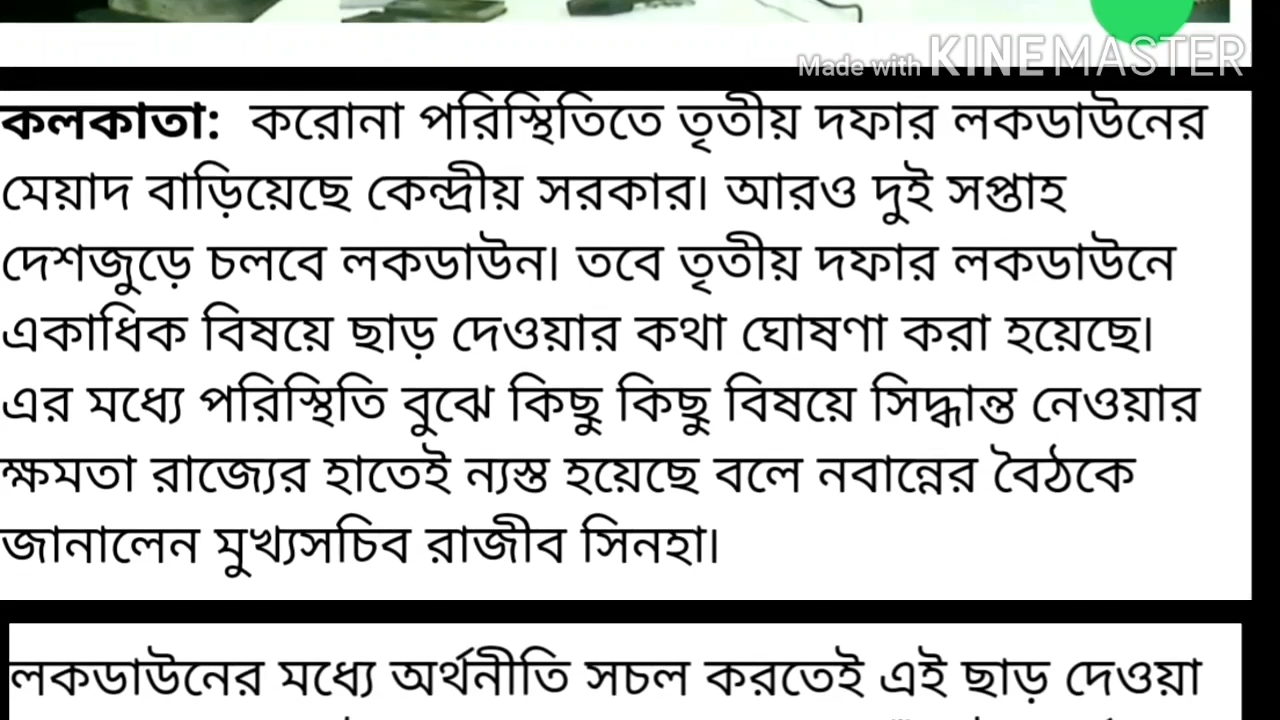 Made with KINEMASTER
কলকাতা: করোনা পরিস্থিতিতে তৃতীয় দফার লকডাউনের
মেয়াদ বাড়িয়েছে কেন্দ্রীয় সরকার। আরও দুই সপ্তাহ
দেশজুড়ে চলবে লকডাউন। তবে তৃতীয় দফার লকডাউনে
একাধিক বিষয়ে ছাড় দেওয়ার কথা ঘোষণা করা হয়েছে।
এর মধ্যে পরিস্থিতি বুঝে কিছু কিছু বিষয়ে সিদ্ধান্ত নেওয়ার
ক্ষমতা রাজ্যের হাতেই ন্যস্ত হয়েছে বলে নবান্নের বৈঠকে
জানালেন মুখ্যসচিব রাজীব সিনহা।
লকডাউনের মধ্যে অর্থনীতি সচল করতেই এই ছাড় দেওয়া